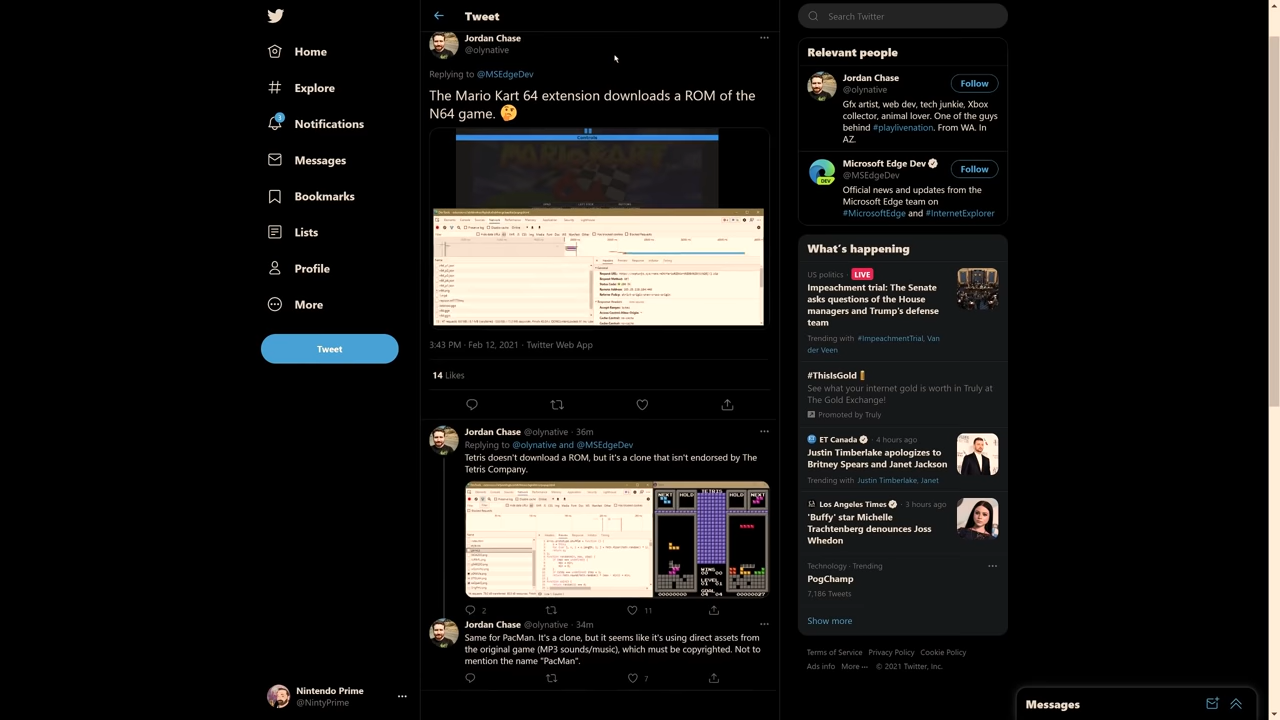 Home
Explore
3
Notifications
Messages
Bookmarks
Lists
Profile
More
Tweet
Nintendo Prime
@NintyPrime
Tweet
Jordan Chase
@olynative
Replying to @MSEdgeDev
The Mario Kart 64 extension downloads a ROM of the
N64 game.
Controls
3:43 PM · Feb 12, 2021 · Twitter Web App
14 Likes
Jordan Chase @olynative · 36m
Replying to @olynative and @MSEdgeDev
Tetris doesn't download a ROM, but it's a clone that isn't endorsed by The
Tetris Company.
NEXT HOLD TETRIS HOLD NEXT
WINS
LEVEL
GOAL
2 11
Jordan Chase @olynative · 34m
Same for PacMan. It's a clone, but it seems like it's using direct assets from
the original game (MP3 sounds/music), which must be copyrighted. Not to
mention the name "PacMan".
7
Search Twitter
Relevant people
Jordan Chase
@olynative
Follow
Gfx artist, web dev, tech junkie, Xbox
collector, animal lover. One of the guys
behind #playlivenation. From WA. In
AZ.
DEV
Microsoft Edge Dev
@MSEdgeDev
Follow
Official news and updates from the
Microsoft Edge team on
#MicrosoftEdge and #InternetExplorer
What's happening
US politics · LIVE
Impeachment trial: The Senate
asks questions of the House
managers and Trump's defense
team
Trending with #ImpeachmentTrial, Van
der Veen
#ThisIsGold
See what your internet gold is worth in Truly at
The Gold Exchange!
Promoted by Truly
ET Canada · 4 hours ago
Justin Timberlake apologizes to
Britney Spears and Janet Jackson
Trending with Justin Timberlake, Janet
Los Angeles Times · 3 hours ago
'Buffy' star Michelle
Trachtenberg denounces Joss
Whedon
Technology · Trending
Gamestop
7,186 Tweets
Show more
Terms of Service Privacy Policy Cookie Policy
Ads info More ··· © 2021 Twitter, Inc.
Messages